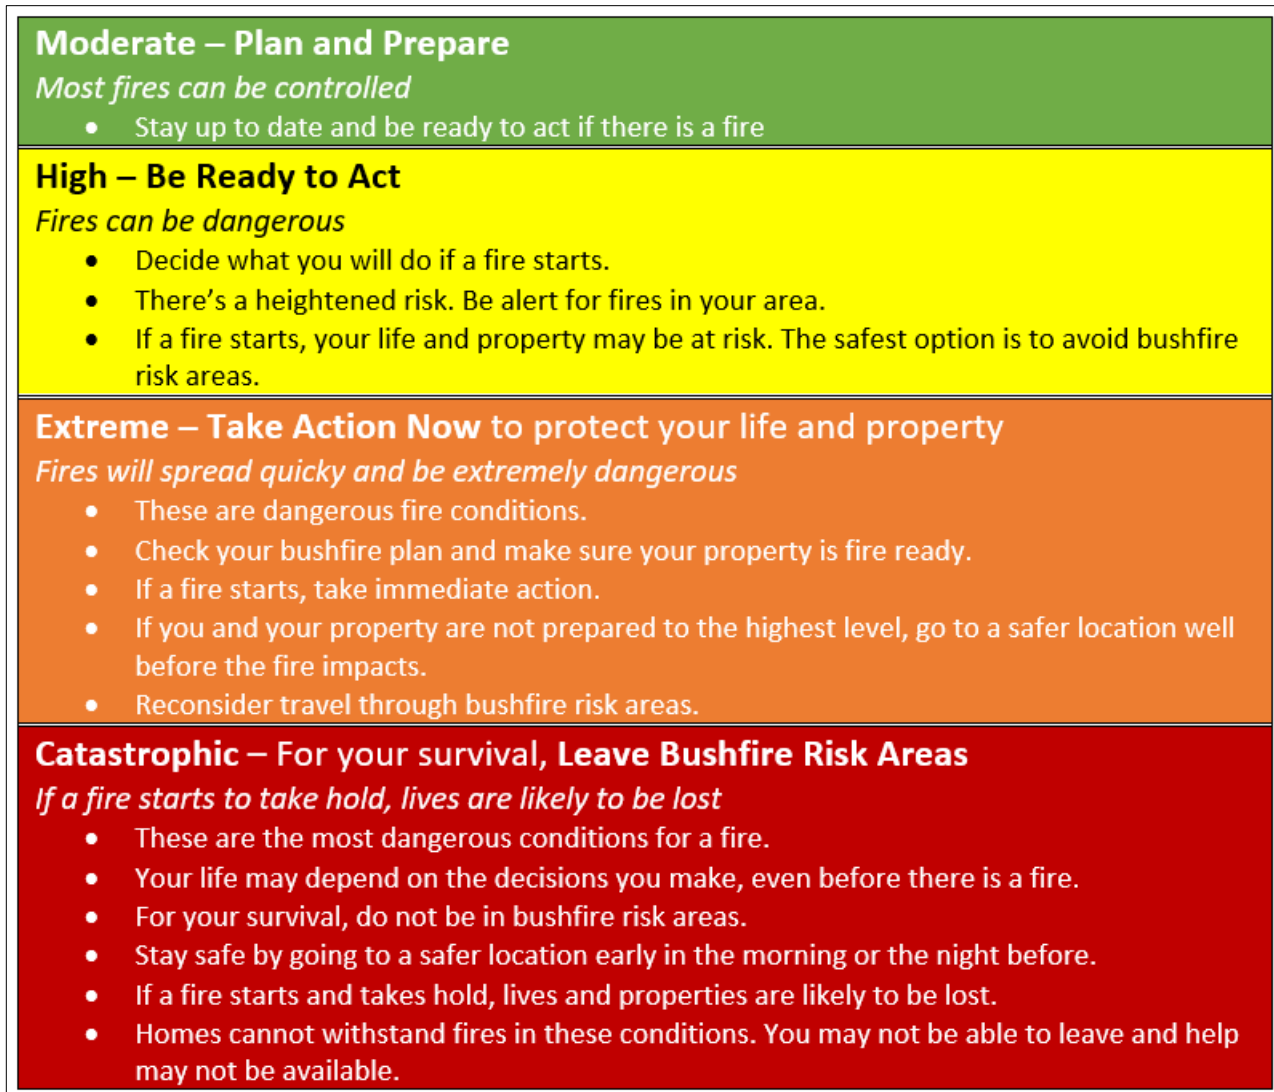 Moderate – Plan and Prepare
Most fires can be controlled
• Stay up to date and be ready to act if there is a fire
High – Be Ready to Act
Fires can be dangerous
• Decide what you will do if a fire starts.
• There’s a heightened risk. Be alert for fires in your area.
• If a fire starts, your life and property may be at risk. The safest option is to avoid bushfire
risk areas.
Extreme – Take Action Now to protect your life and property
Fires will spread quicky and be extremely dangerous
• These are dangerous fire conditions.
• Check your bushfire plan and make sure your property is fire ready.
• If a fire starts, take immediate action.
• If you and your property are not prepared to the highest level, go to a safer location well
before the fire impacts.
• Reconsider travel through bushfire risk areas.
Catastrophic – For your survival, Leave Bushfire Risk Areas
If a fire starts to take hold, lives are likely to be lost
• These are the most dangerous conditions for a fire.
• Your life may depend on the decisions you make, even before there is a fire.
• For your survival, do not be in bushfire risk areas.
• Stay safe by going to a safer location early in the morning or the night before.
• If a fire starts and takes hold, lives and properties are likely to be lost.
• Homes cannot withstand fires in these conditions. You may not be able to leave and help
may not be available.